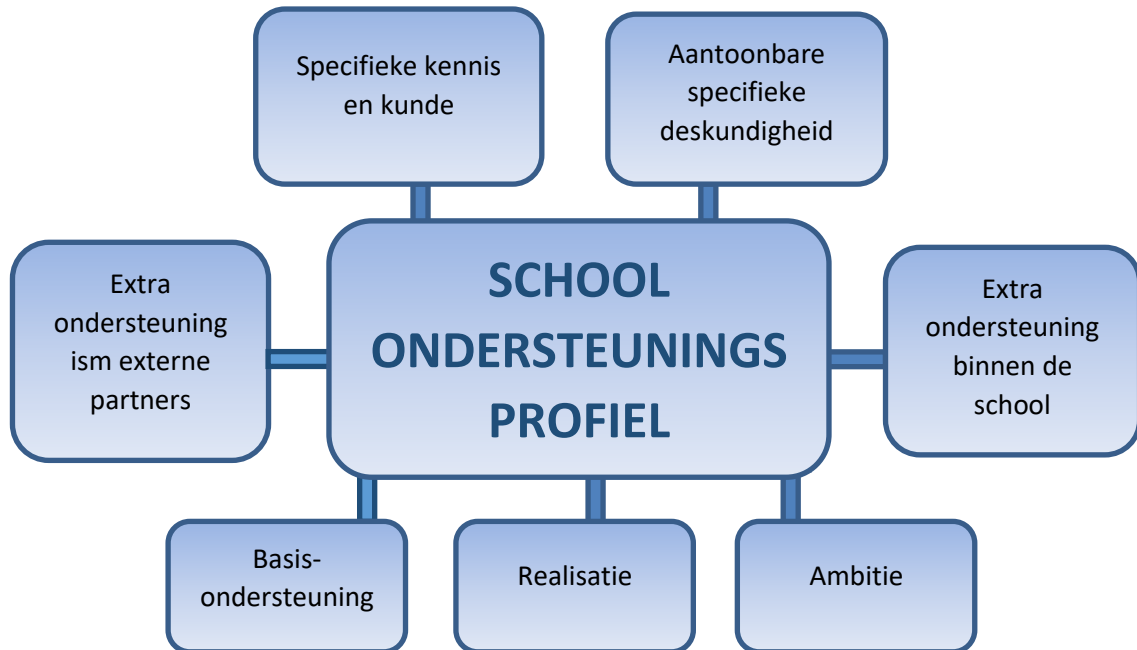 Specifieke kennis
en kunde
Aantoonbare
specifieke
deskundigheid
Extra
ondersteuning
ism externe
partners
SCHOOL
ONDERSTEUNINGS
PROFIEL
Extra
ondersteuning
binnen de
school
Basis-
ondersteuning
Realisatie
Ambitie